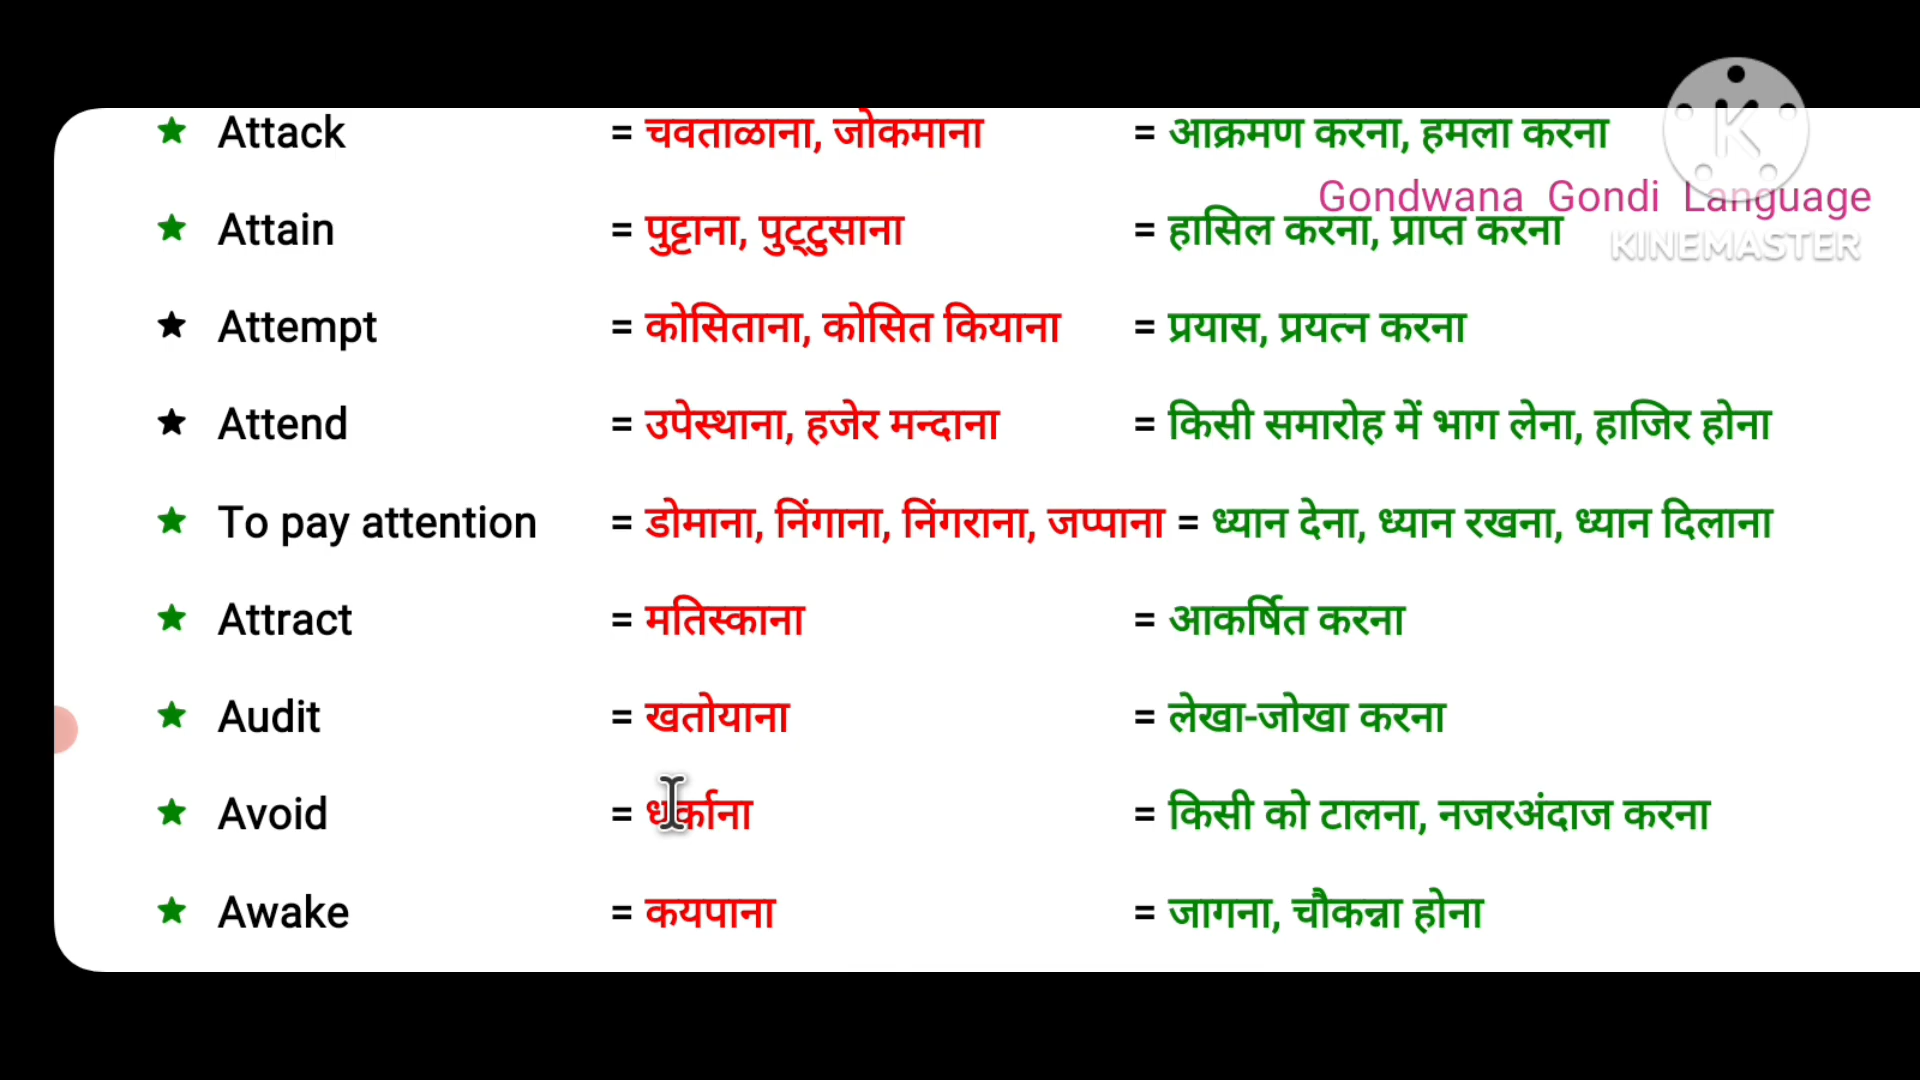 ★ Attack = चवताळाना, जोकमाना = आक्रमण करना, हमला करना
Gondwana Gondi Language
★ Attain = पुट्टाना, पुट्टुसाना = हासिल करना, प्राप्त करना
KINEMASTER
★ Attempt = कोसिताना, कोसित कियाना = प्रयास, प्रयत्न करना
★ Attend = उपेस्थाना, हजेर मन्दाना = किसी समारोह में भाग लेना, हाजिर होना
★ To pay attention = डोमाना, निंगाना, निंगराना, जप्पाना = ध्यान देना, ध्यान रखना, ध्यान दिलाना
★ Attract = मतिस्काना = आकर्षित करना
★ Audit = खतोयाना = लेखा-जोखा करना
★ Avoid = = किसी को टालना, नजरअंदाज करना
★ Awake = कयपाना = जागना, चौकन्ना होना